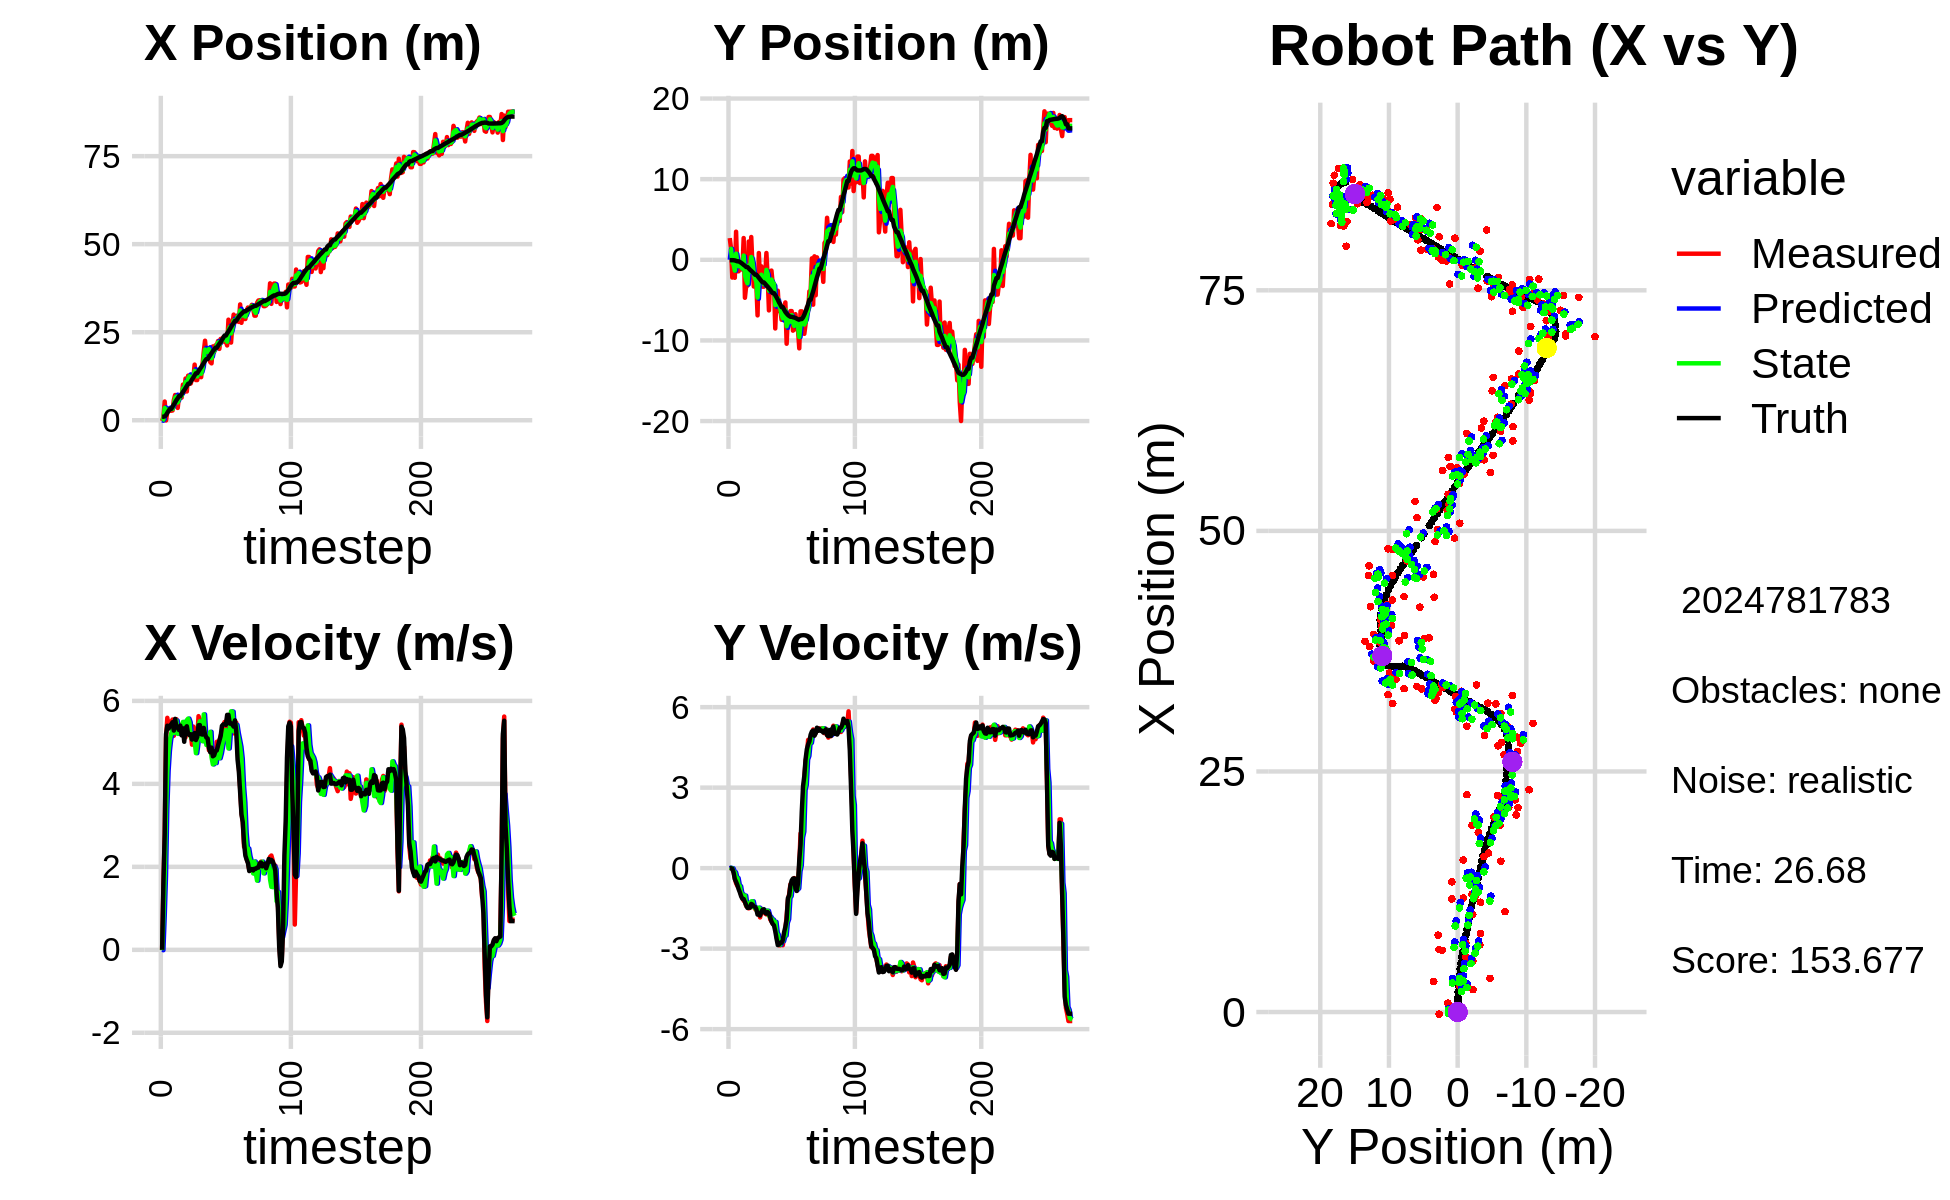 X Position (m)
75
50
25
0
0
100
200
timestep
Y Position (m)
20
10
0
-10
-20
0
100
200
timestep
X Velocity (m/s)
6
4
2
0
-2
0
100
200
timestep
Y Velocity (m/s)
6
3
0
-3
-6
0
100
200
timestep
Robot Path (X vs Y)
X Position (m)
75
50
25
0
20
10
0
-10
-20
Y Position (m)
variable
Measured
Predicted
State
Truth
2024781783
Obstacles: none
Noise: realistic
Time: 26.68
Score: 153.677